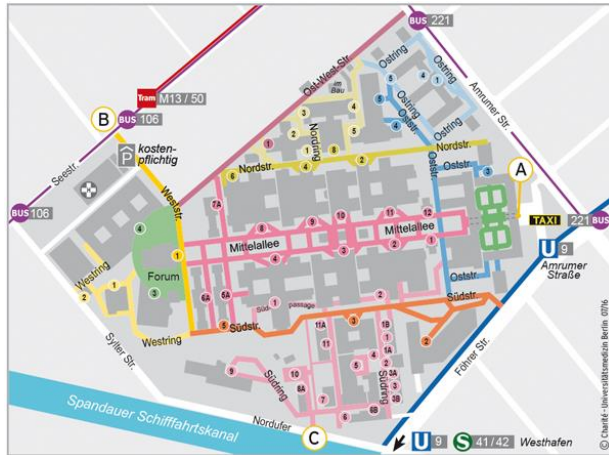 BUS 221
Tram M13 / 50
B
BUS 106
kosten-
pflichtig
P
Seestr.
BUS 106
Ost-West-Str.
im
Bau
Ostring
Ostring
Ostring
Ostring
Amrumer Str.
Nordring
Nordstr.
Nordstr.
Oststr.
Oststr.
Oststr.
Oststr.
A
TAXI
221 BUS
U 9
Amrumer
Straße
Weststr.
Mittelallee
Mittelallee
Forum
Westring
Westring
Südstr.
Südstr.
passage
Südring
Südring
Sylter Str.
Föhrer Str.
Spandauer Schifffahrtskanal
Nordufer
C
U 9 S 41 / 42 Westhafen
© Charité - Universitätsmedizin Berlin 07/16